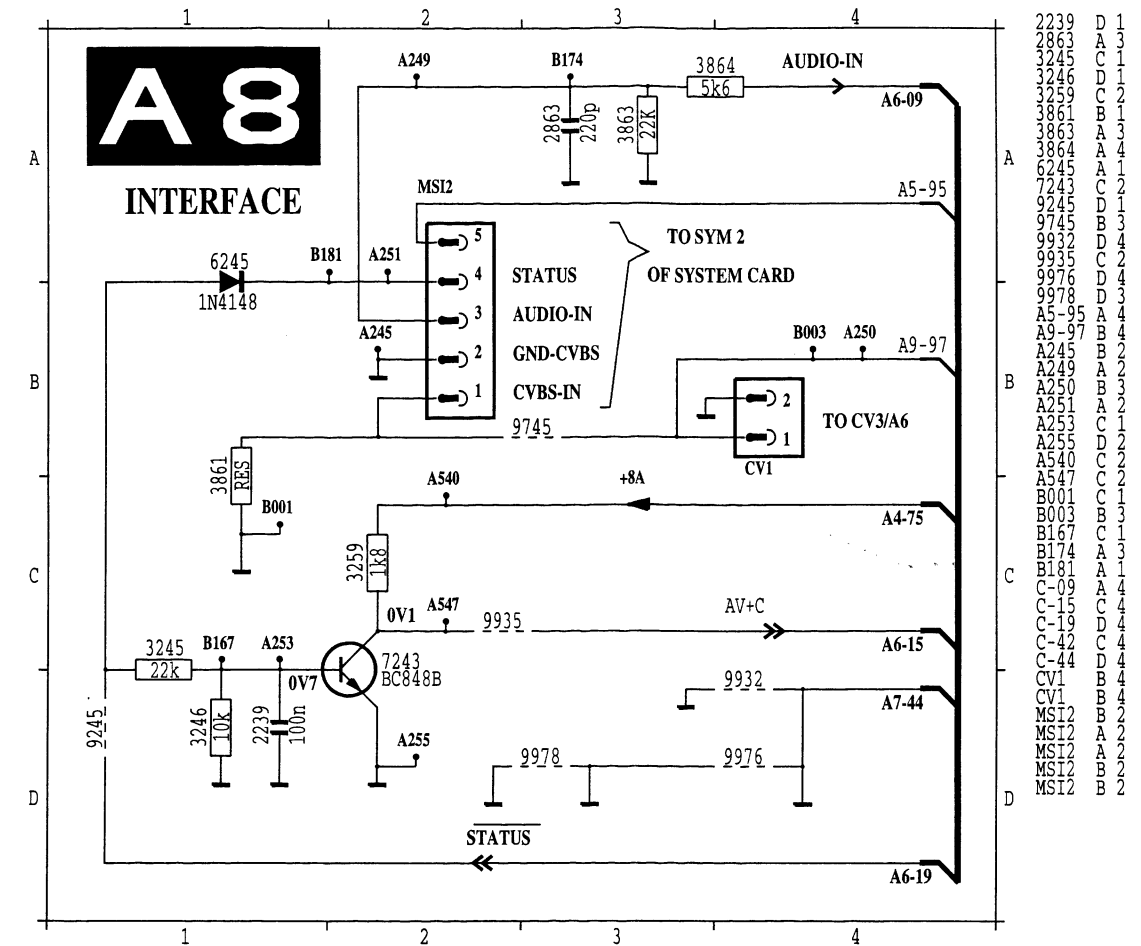 1
2
3
4
A8
INTERFACE
A249
B174
3864
5k6
AUDIO-IN
A6-09
2863
220p
3863
22K
A
A
MSI2
A5-95
5
4
3
2
1
TO SYM 2
OF SYSTEM CARD
STATUS
AUDIO-IN
GND-CVBS
CVBS-IN
6245
1N4148
B181
A251
A245
B003
A250
A9-97
B
B
2
1
TO CV3/A6
CV1
9745
3861
RES
B001
A540
+8A
A4-75
3259
1k8
C
C
0V1
A547
9935
AV+C
A6-15
3245
22k
B167
A253
0V7
7243
BC848B
9932
A7-44
9245
3246
10k
2239
100n
A255
9978
9976
D
D
STATUS
A6-19
1
2
3
4
2239 D 1
2863 A 3
3245 C 1
3246 D 1
3259 C 2
3861 B 1
3863 A 3
3864 A 4
6245 A 1
7243 C 2
9245 D 1
9745 B 3
9932 D 4
9935 C 2
9976 D 4
9978 D 3
A5-95 A 4
A9-97 B 4
A245 B 2
A249 A 2
A250 B 3
A251 A 2
A253 C 1
A255 D 2
A540 C 2
A547 C 2
B001 C 1
B003 B 3
B167 C 1
B174 A 3
B181 A 1
C-09 A 4
C-15 C 4
C-19 D 4
C-42 C 4
C-44 D 4
CV1 B 4
CV1 B 4
MSI2 B 2
MSI2 A 2
MSI2 A 2
MSI2 B 2
MSI2 B 2